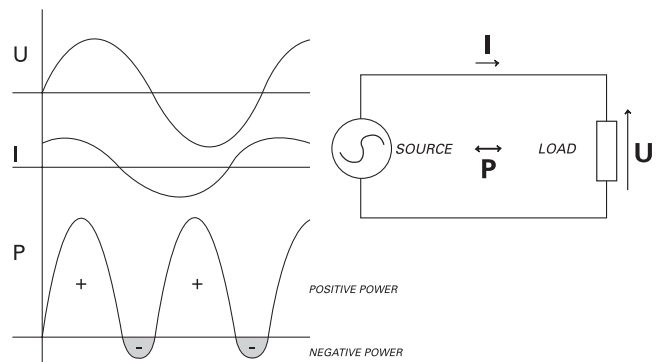 U
I
P
+
+
-
-
POSITIVE POWER
NEGATIVE POWER
I
SOURCE
LOAD
P
U